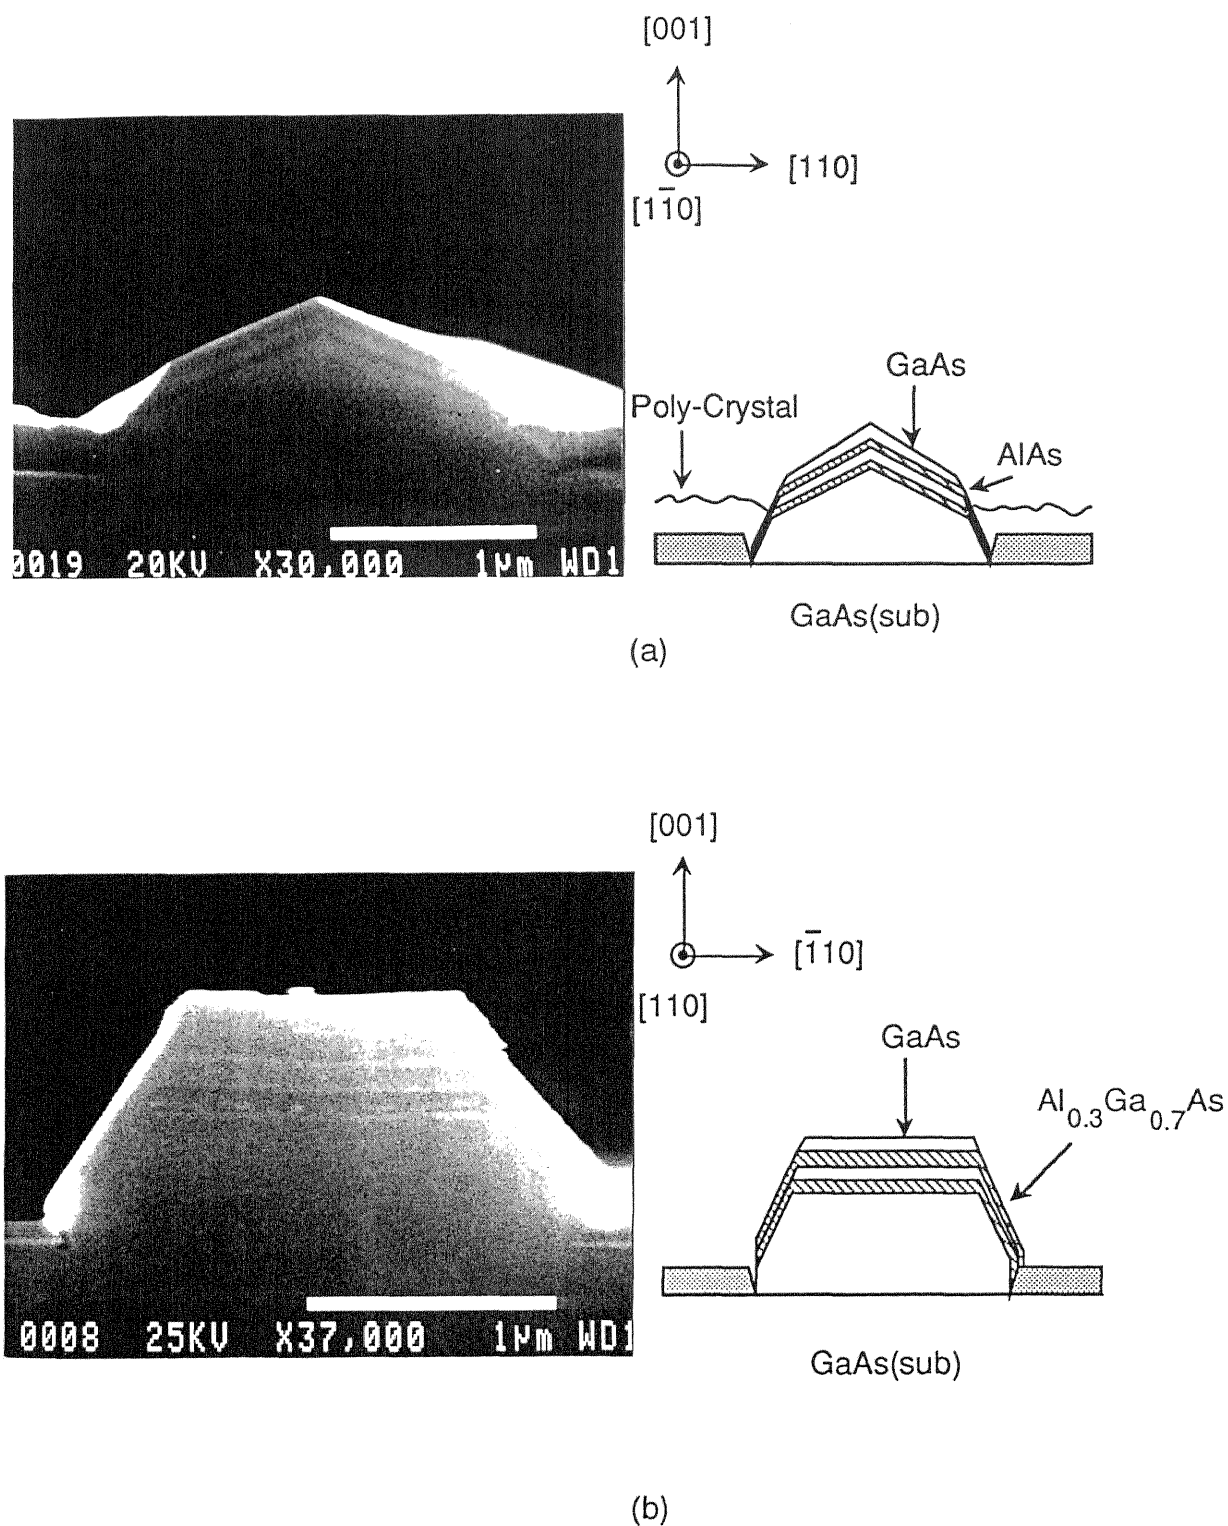 [001]
[110]
[1̅10]
GaAs
Poly-Crystal
AlAs
0019 20KV X30,000 1μm WD1
GaAs(sub)
(a)
[001]
[1̅10]
[110]
GaAs
Al0.3Ga0.7As
0008 25KV X37,000 1μm WD1
GaAs(sub)
(b)